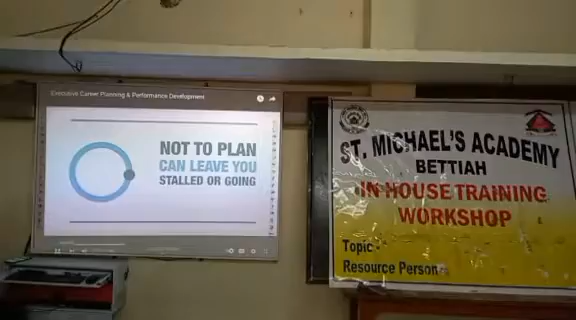 Executive Career Planning & Performance Development
NOT TO PLAN
CAN LEAVE YOU
STALLED OR GOING
ST. MICHAEL'S ACADEMY
BETTIAH
IN HOUSE TRAINING
WORKSHOP
Topic -
Resource Person